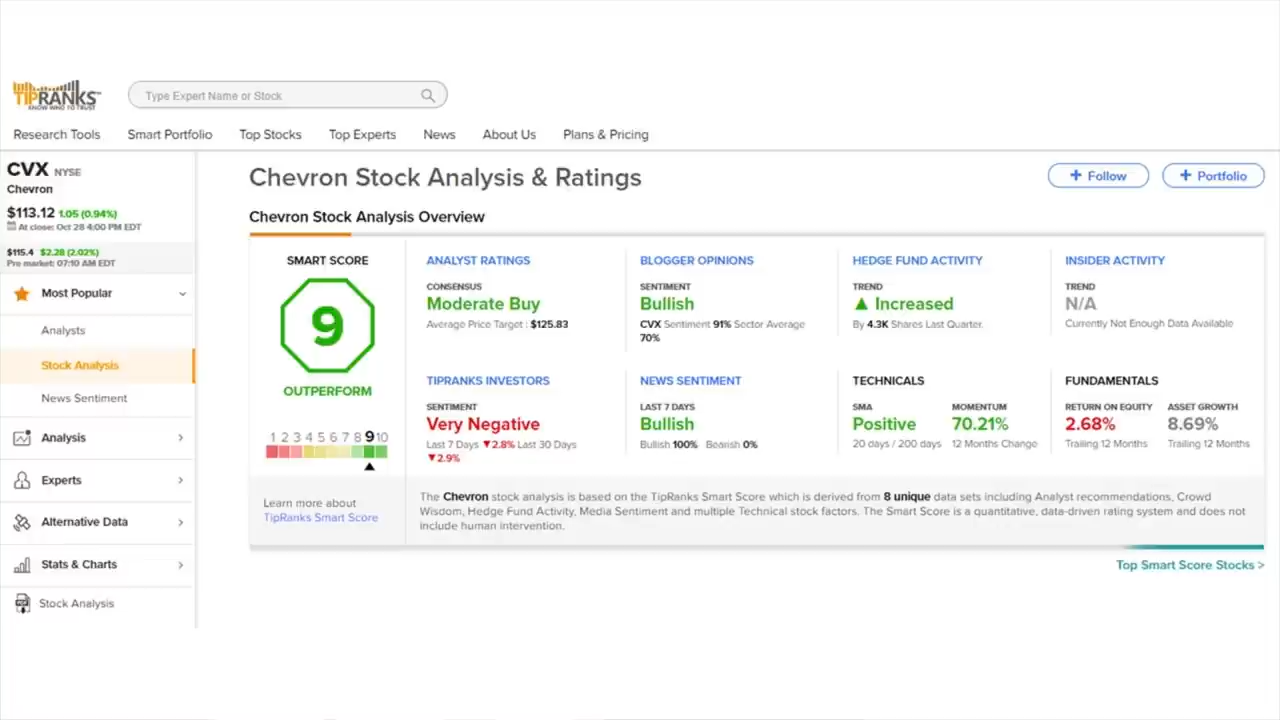 TIPRANKS™
KNOW WHO TO TRUST
Type Expert Name or Stock
Research Tools Smart Portfolio Top Stocks Top Experts News About Us Plans & Pricing
CVX NYSE
Chevron
$113.12 1.05 (0.94%)
At close: Oct 28 4:00 PM EDT
$115.4 $2.28 (2.02%)
Pre market: 07:10 AM EDT
Most Popular
Analysts
Stock Analysis
News Sentiment
Analysis
Experts
Alternative Data
Stats & Charts
PDF
Stock Analysis
Chevron Stock Analysis & Ratings
+ Follow
+ Portfolio
Chevron Stock Analysis Overview
SMART SCORE
9
OUTPERFORM
1 2 3 4 5 6 7 8 9 10
Learn more about
TipRanks Smart Score
ANALYST RATINGS
CONSENSUS
Moderate Buy
Average Price Target : $125.83
BLOGGER OPINIONS
SENTIMENT
Bullish
CVX Sentiment 91% Sector Average
70%
HEDGE FUND ACTIVITY
TREND
▲ Increased
By 4.3K Shares Last Quarter.
INSIDER ACTIVITY
TREND
N/A
Currently Not Enough Data Available
TIPRANKS INVESTORS
SENTIMENT
Very Negative
Last 7 Days ▼2.8% Last 30 Days
▼2.9%
NEWS SENTIMENT
LAST 7 DAYS
Bullish
Bullish 100% Bearish 0%
TECHNICALS
SMA MOMENTUM
Positive 70.21%
20 days / 200 days 12 Months Change
FUNDAMENTALS
RETURN ON EQUITY ASSET GROWTH
2.68% 8.69%
Trailing 12 Months Trailing 12 Months
The Chevron stock analysis is based on the TipRanks Smart Score which is derived from 8 unique data sets including Analyst recommendations, Crowd
Wisdom, Hedge Fund Activity, Media Sentiment and multiple Technical stock factors. The Smart Score is a quantitative, data-driven rating system and does not
include human intervention.
Top Smart Score Stocks >